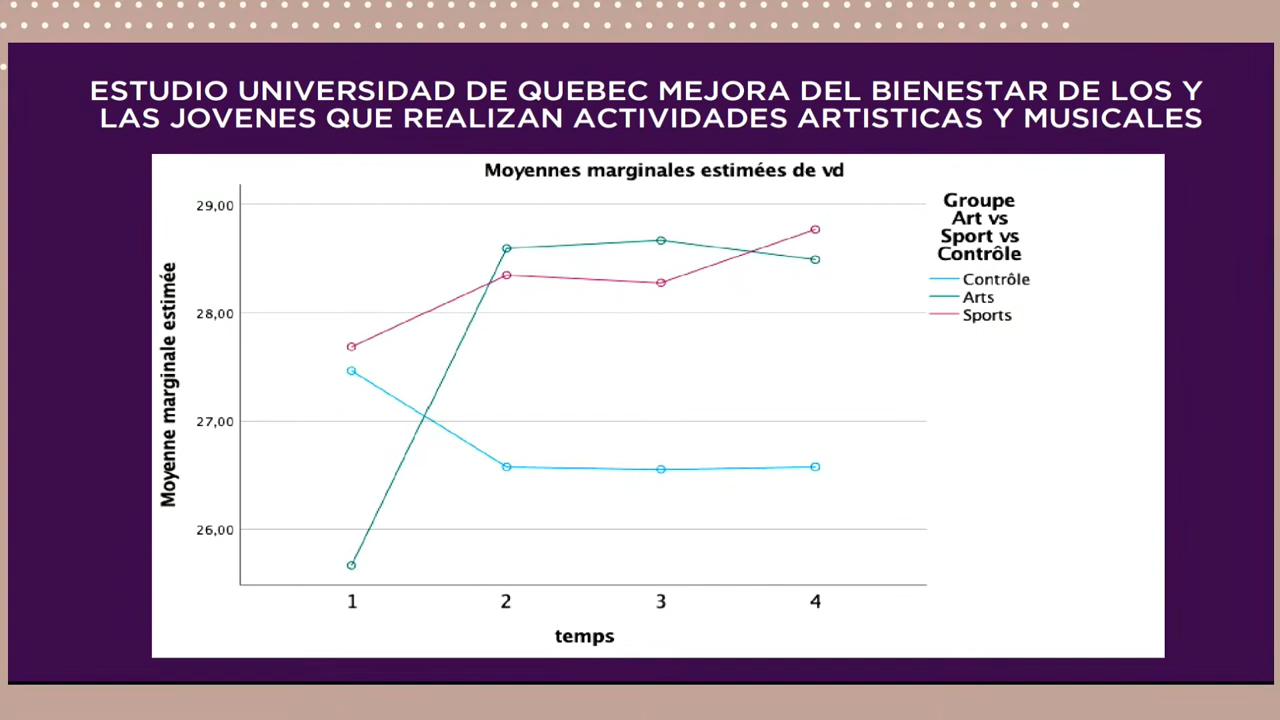 ESTUDIO UNIVERSIDAD DE QUEBEC MEJORA DEL BIENESTAR DE LOS Y
LAS JOVENES QUE REALIZAN ACTIVIDADES ARTISTICAS Y MUSICALES
Moyennes marginales estimées de vd
Moyenne marginale estimée
29,00
28,00
27,00
26,00
1 2 3 4
temps
Groupe
Art vs
Sport vs
Contrôle
Contrôle
Arts
Sports